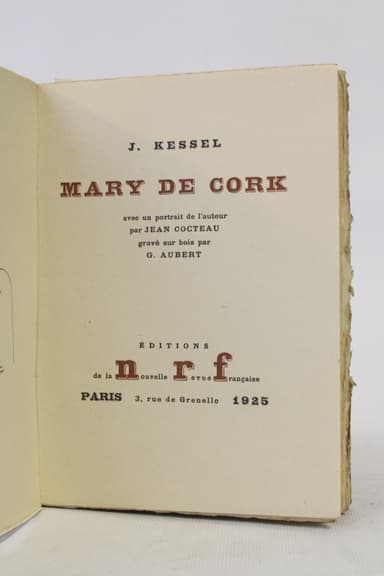 J. KESSEL
MARY DE CORK
avec un portrait de l'auteur
par JEAN COCTEAU
gravé sur bois par
G. AUBERT
ÉDITIONS
de la nouvelle revue française
PARIS 3, rue de Grenelle 1925